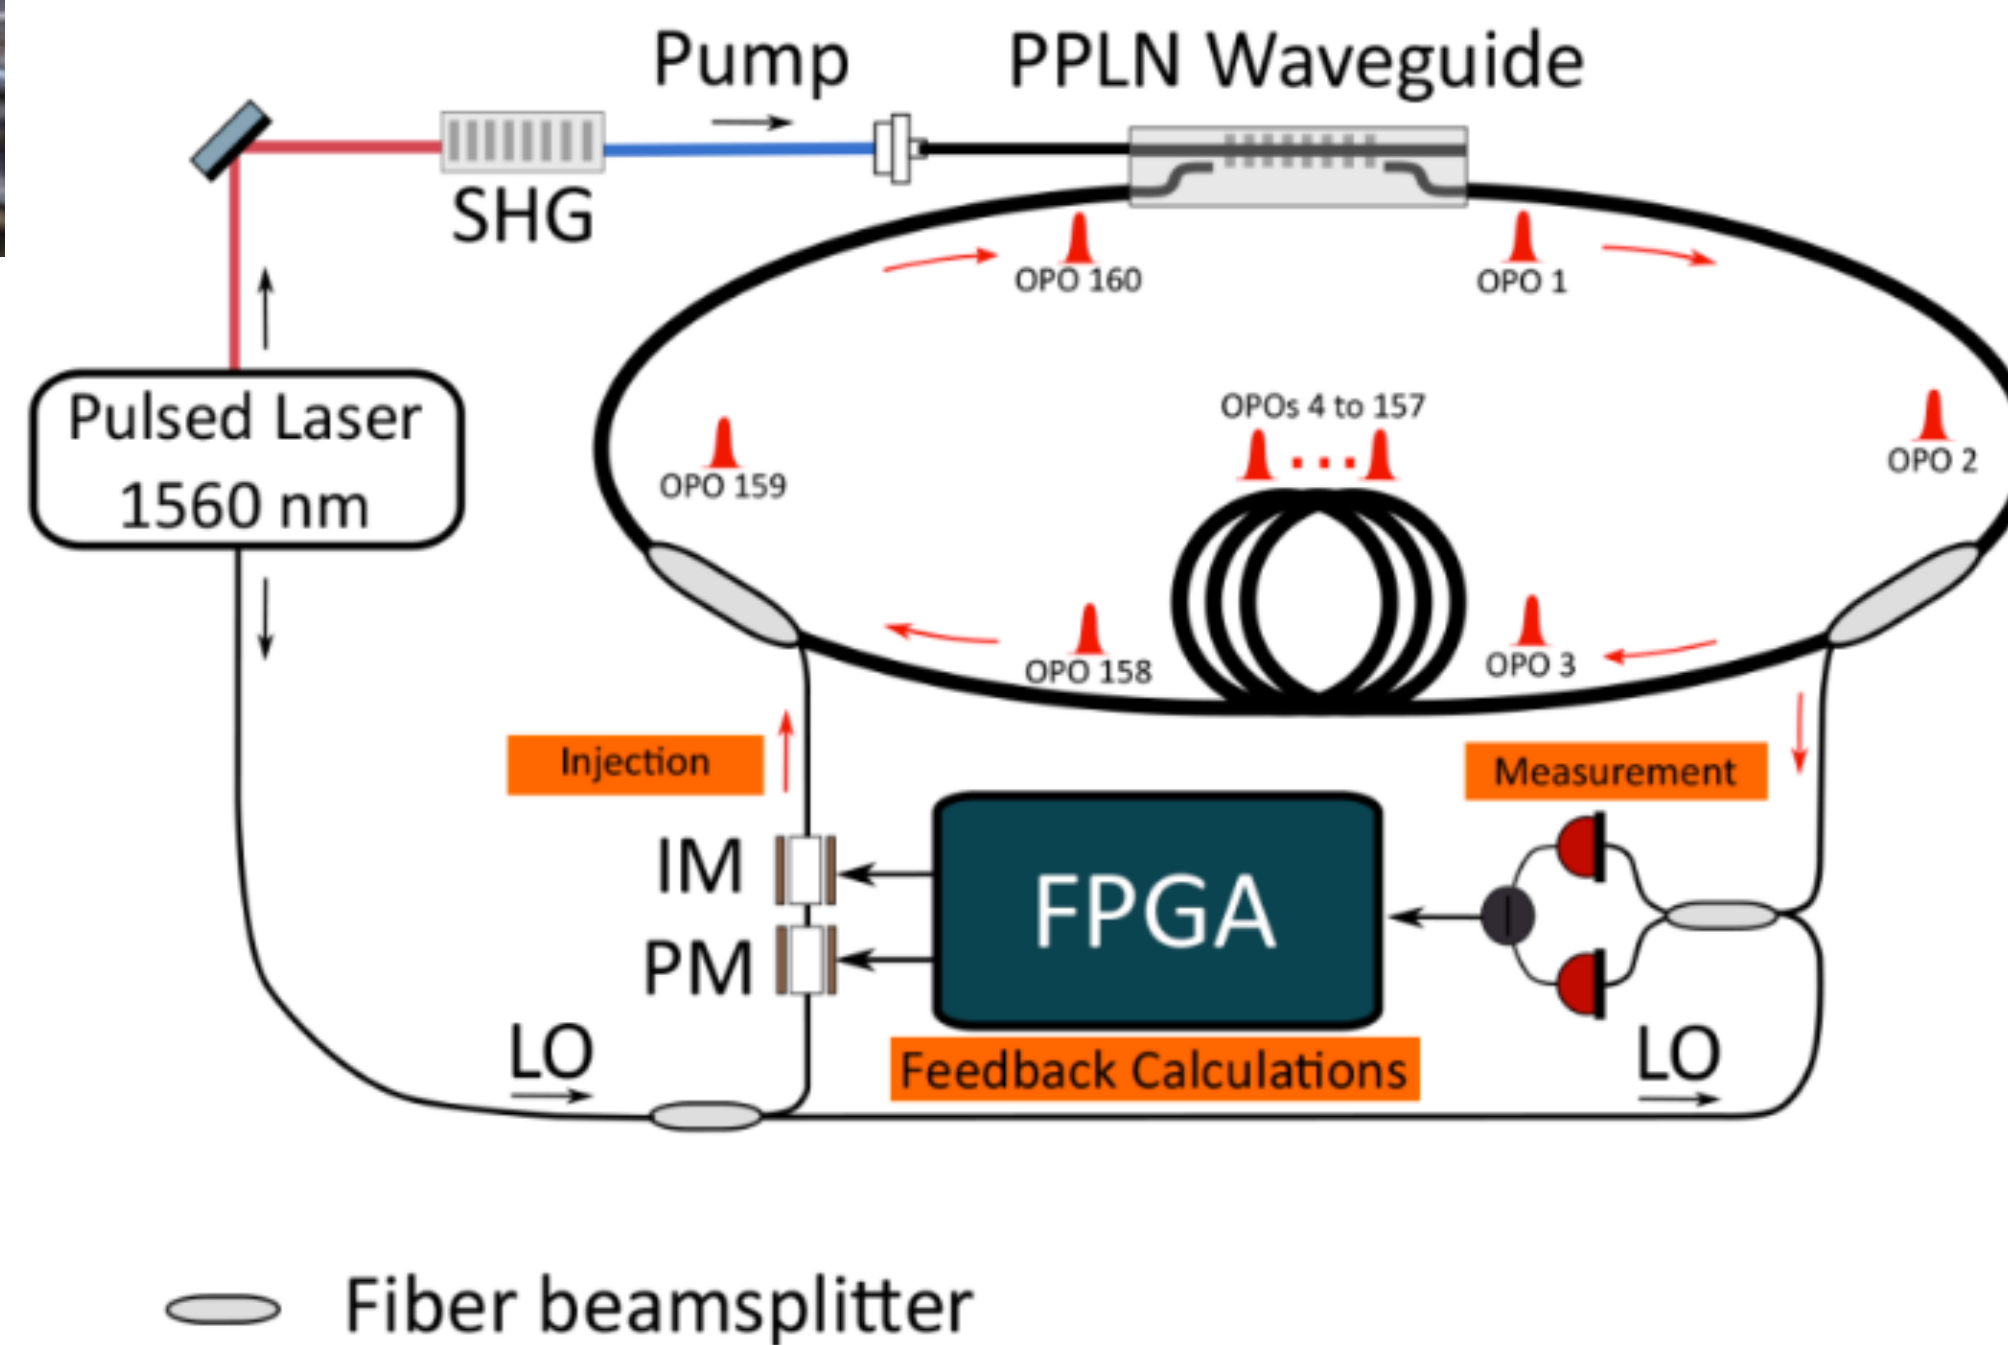 Pump
PPLN Waveguide
SHG
OPO 160
OPO 1
Pulsed Laser
1560 nm
OPOs 4 to 157
OPO 2
OPO 159
OPO 158
OPO 3
Injection
Measurement
IM
FPGA
PM
LO
Feedback Calculations
LO
Fiber beamsplitter